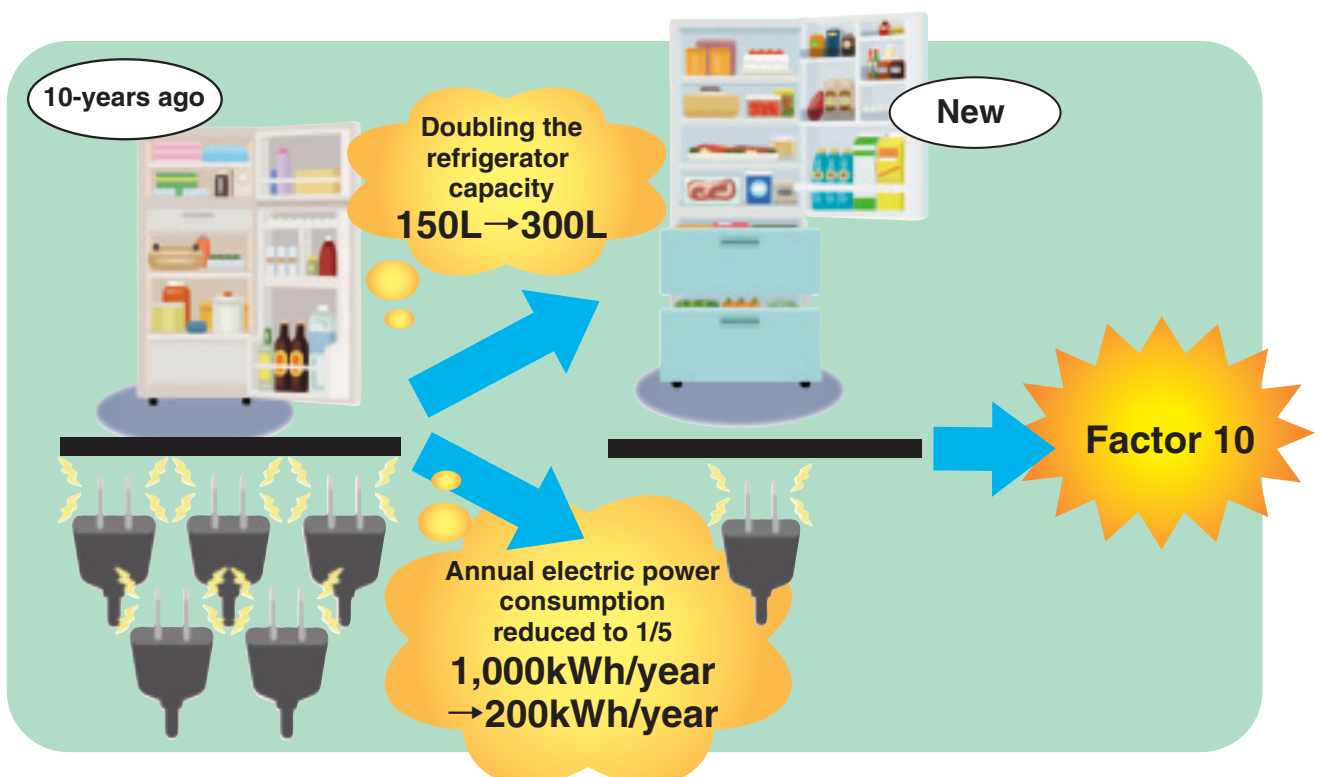 10-years ago
Doubling the
refrigerator
capacity
150L→300L
New
Factor 10
Annual electric power
consumption
reduced to 1/5
1,000kWh/year
→200kWh/year